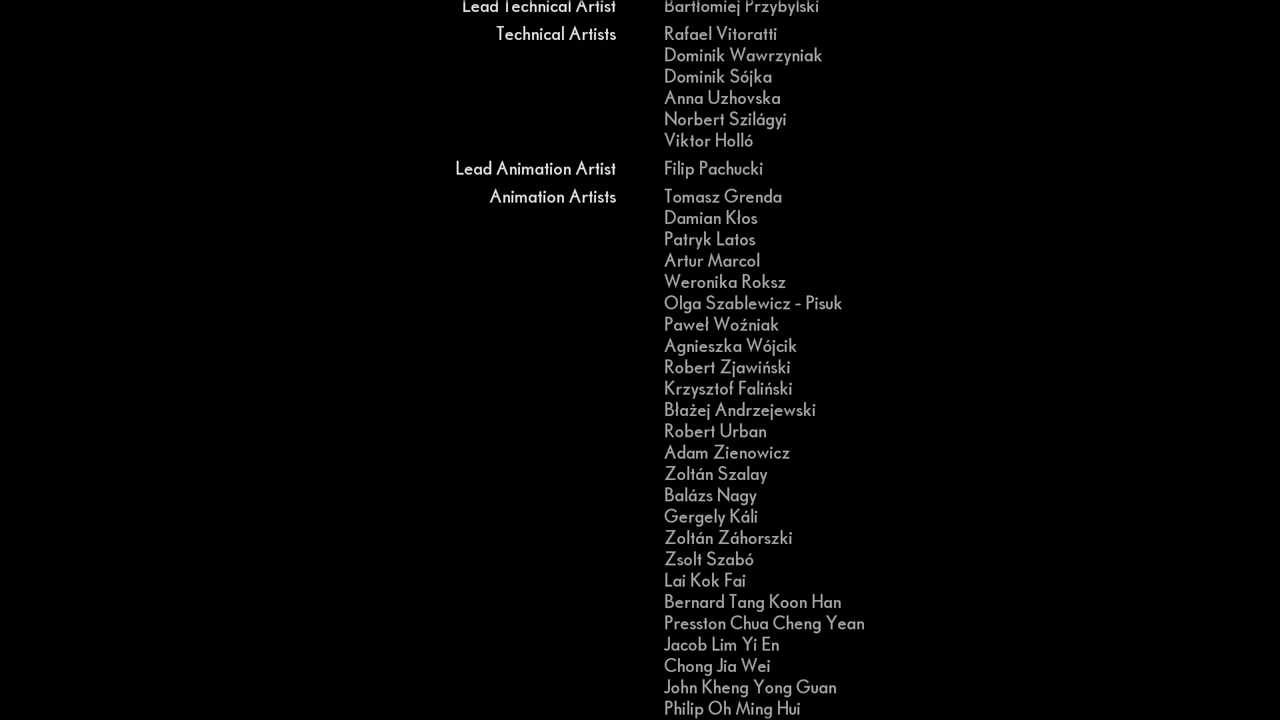 Lead Technical Artist Bartłomiej Przybylski
Technical Artists Rafael Vitoratti
Dominik Wawrzyniak
Dominik Sójka
Anna Uzhovska
Norbert Szilágyi
Viktor Holló
Lead Animation Artist Filip Pachucki
Animation Artists Tomasz Grenda
Damian Kłos
Patryk Latos
Artur Marcol
Weronika Roksz
Olga Szablewicz - Pisuk
Paweł Woźniak
Agnieszka Wójcik
Robert Zjawiński
Krzysztof Faliński
Błażej Andrzejewski
Robert Urban
Adam Zienowicz
Zoltán Szalay
Balázs Nagy
Gergely Káli
Zoltán Záhorszki
Zsolt Szabó
Lai Kok Fai
Bernard Tang Koon Han
Presston Chua Cheng Yean
Jacob Lim Yi En
Chong Jia Wei
John Kheng Yong Guan
Philip Oh Ming Hui